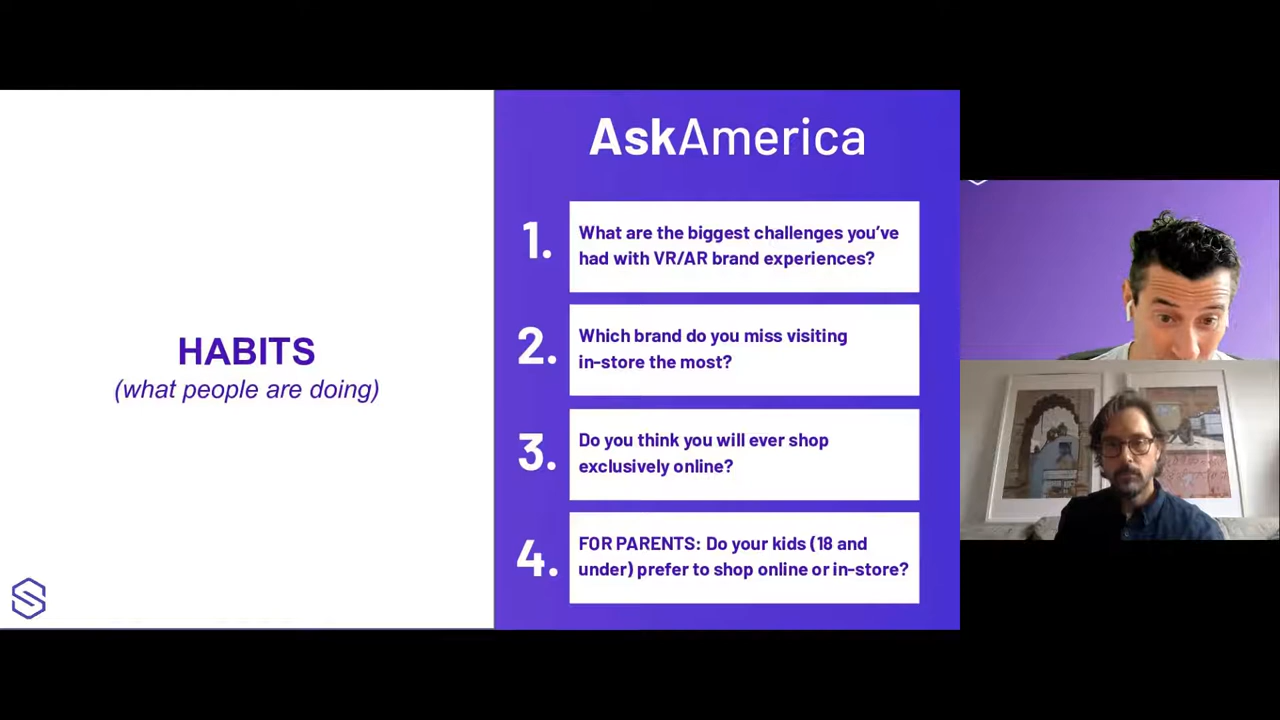 HABITS
(what people are doing)
AskAmerica
1.
What are the biggest challenges you’ve
had with VR/AR brand experiences?
2.
Which brand do you miss visiting
in-store the most?
3.
Do you think you will ever shop
exclusively online?
4.
FOR PARENTS: Do your kids (18 and
under) prefer to shop online or in-store?